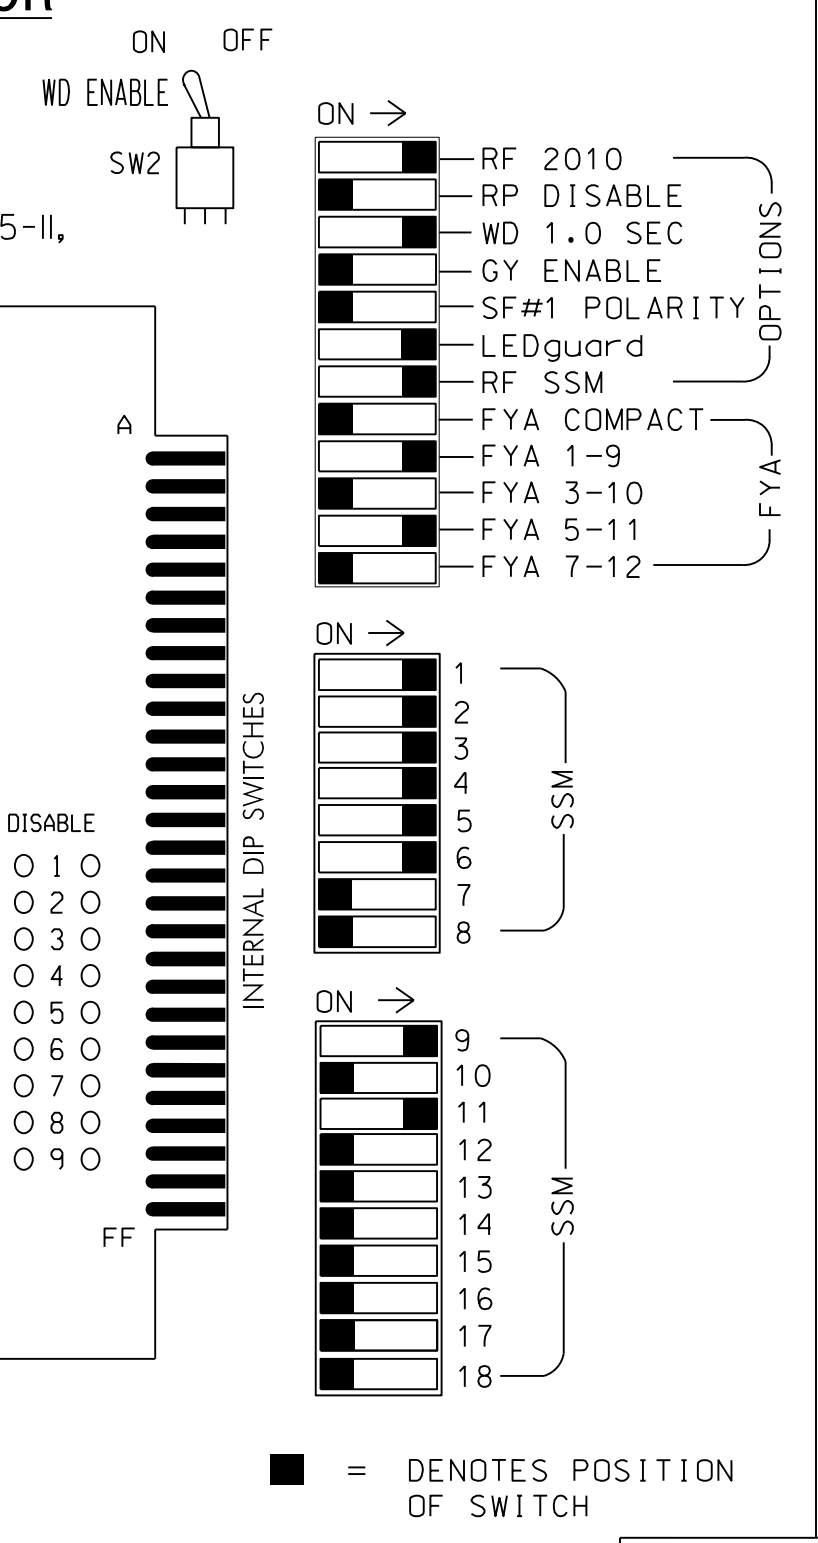 ON OFF
WD ENABLE
SW2
5-II,
ON →
RF 2010
RP DISABLE
WD 1.0 SEC
GY ENABLE
SF#1 POLARITY
LEDguard
RF SSM
OPTIONS
FYA COMPACT
FYA 1-9
FYA 3-10
FYA 5-11
FYA 7-12
FYA
A
FF
INTERNAL DIP SWITCHES
DISABLE
1
2
3
4
5
6
7
8
9
ON →
1
2
3
4
5
6
7
8
SSM
ON →
9
10
11
12
13
14
15
16
17
18
SSM
= DENOTES POSITION
OF SWITCH